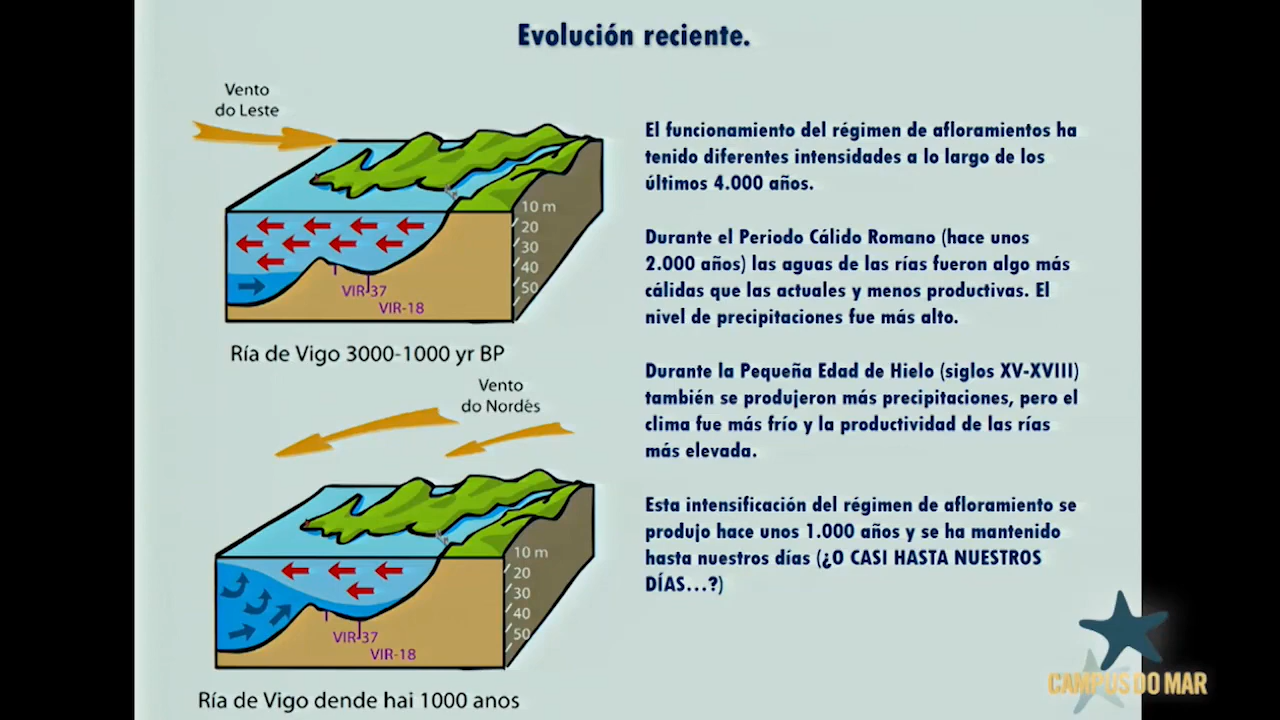 Evolución reciente.
Vento
do Leste
10 m
20
30
40
50
VIR-37
VIR-18
Ría de Vigo 3000-1000 yr BP
Vento
do Nordés
10 m
20
30
40
50
VIR-37
VIR-18
Ría de Vigo dende hai 1000 anos
El funcionamiento del régimen de afloramientos ha
tenido diferentes intensidades a lo largo de los
últimos 4.000 años.
Durante el Periodo Cálido Romano (hace unos
2.000 años) las aguas de las rías fueron algo más
cálidas que las actuales y menos productivas. El
nivel de precipitaciones fue más alto.
Durante la Pequeña Edad de Hielo (siglos XV-XVIII)
también se produjeron más precipitaciones, pero el
clima fue más frío y la productividad de las rías
más elevada.
Esta intensificación del régimen de afloramiento se
produjo hace unos 1.000 años y se ha mantenido
hasta nuestros días (¿O CASI HASTA NUESTROS
DÍAS...?)
CAMPUS DO MAR